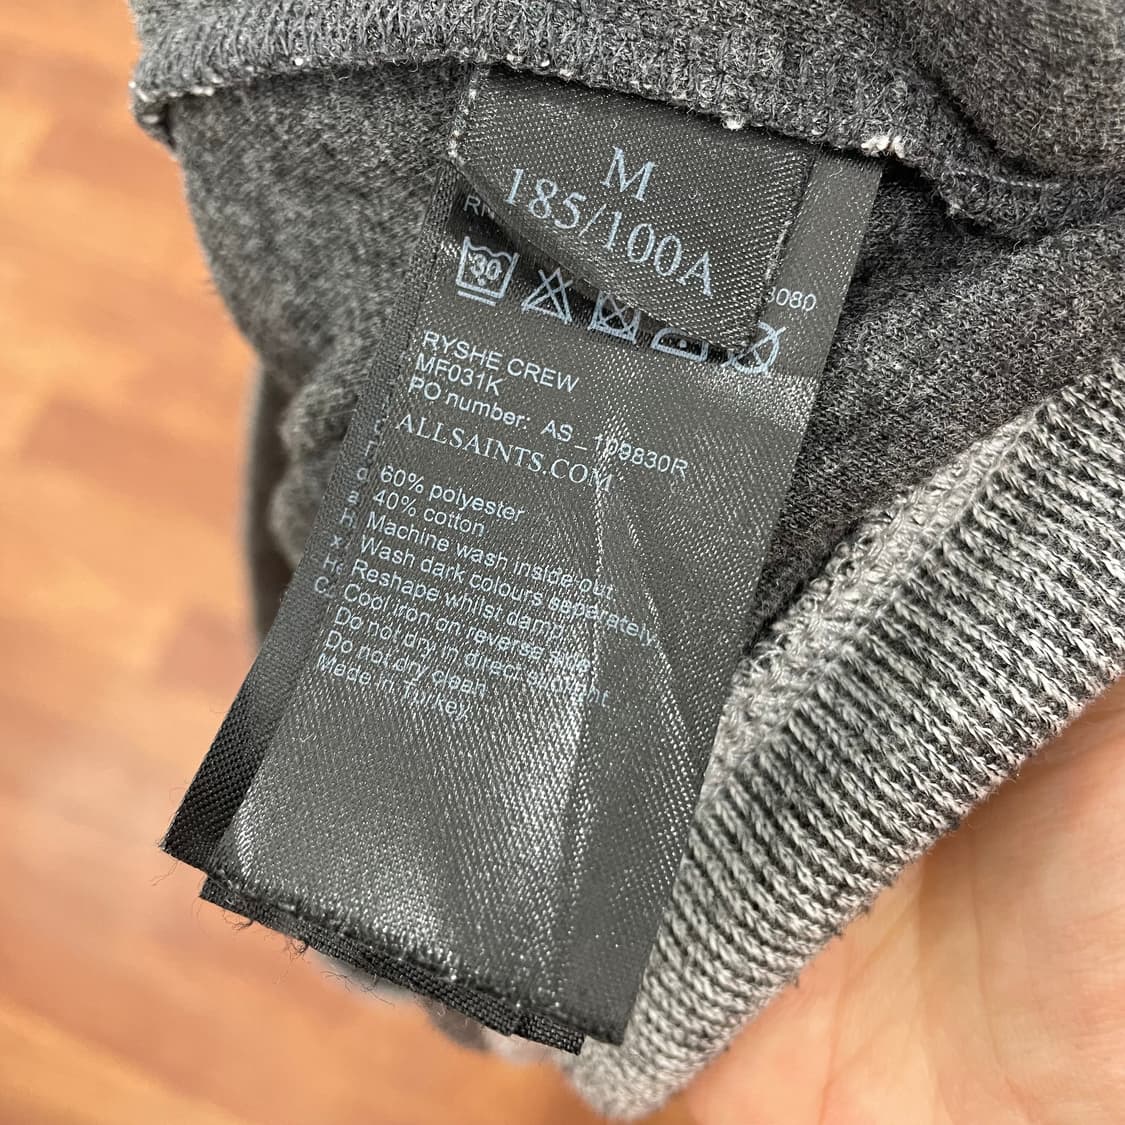 M
185/100A
RN
3080
30
RYSHE CREW
MF031K
PO number: AS_109830R
ALLSAINTS.COM
60% polyester
40% cotton
Machine wash inside out
Wash dark colours separately
Reshape whilst damp
Cool iron on reverse side
Do not dry in direct sunlight
Do not dry clean
Made in Turkey